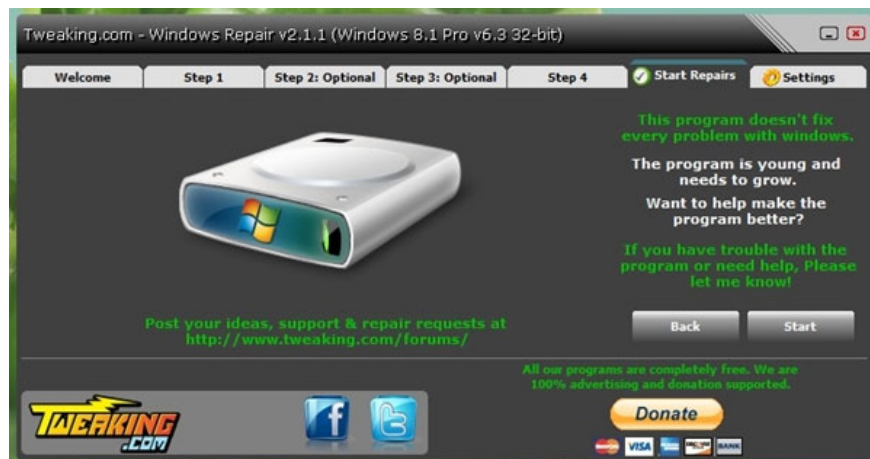 Tweaking.com - Windows Repair v2.1.1 (Windows 8.1 Pro v6.3 32-bit)
Welcome
Step 1
Step 2: Optional
Step 3: Optional
Step 4
Start Repairs
Settings
This program doesn't fix
every problem with windows.
The program is young and
needs to grow.
Want to help make the
program better?
If you have trouble with the
program or need help, Please
let me know!
Post your ideas, support & repair requests at
http://www.tweaking.com/forums/
Back
Start
All our programs are completely free. We are
100% advertising and donation supported.
TWEAKING
.COM
f
t
Donate
VISA
BANK